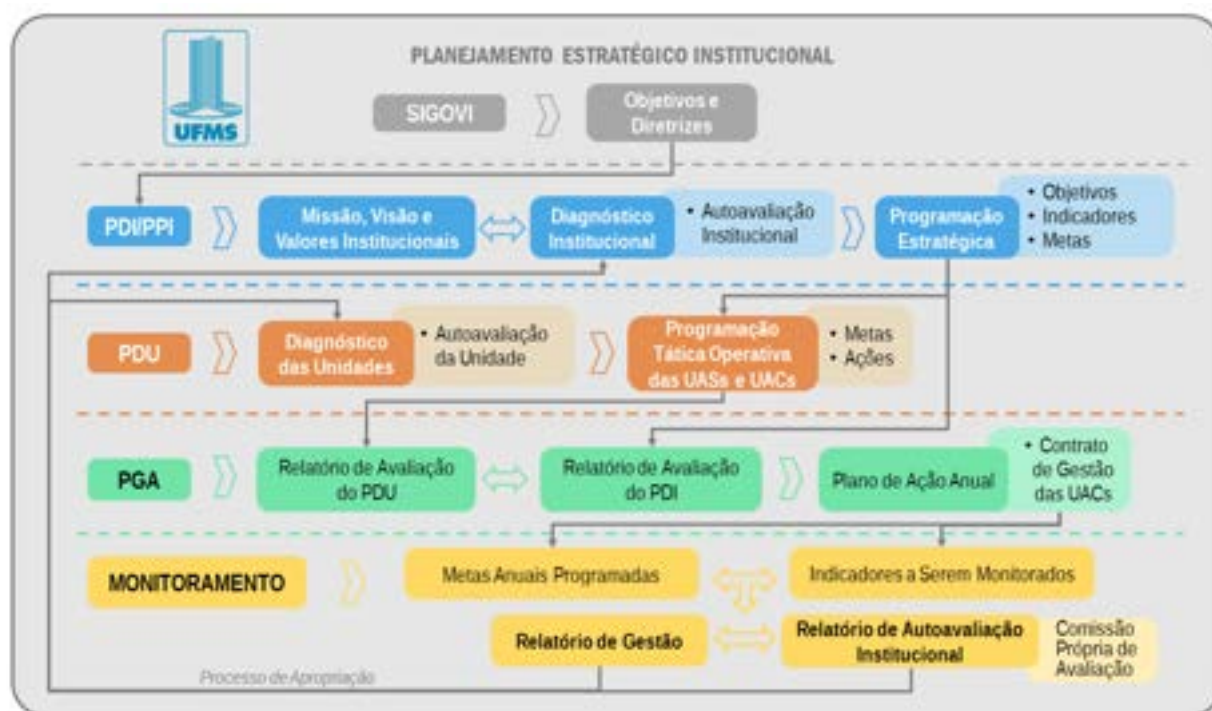 PLANEJAMENTO ESTRATÉGICO INSTITUCIONAL
UFMS
SIGOVI
Objetivos e
Diretrizes
PDI/PPI
Missão, Visão e
Valores Institucionais
Diagnóstico
Institucional
• Autoavaliação
Institucional
Programação
Estratégica
• Objetivos
• Indicadores
• Metas
PDU
Diagnóstico
das Unidades
• Autoavaliação
da Unidade
Programação
Tática Operativa
das UASs e UACs
• Metas
• Ações
PGA
Relatório de Avaliação
do PDU
Relatório de Avaliação
do PDI
Plano de Ação Anual
• Contrato
de Gestão
das UACs
MONITORAMENTO
Metas Anuais Programadas
Indicadores a Serem Monitorados
Relatório de Gestão
Relatório de Autoavaliação
Institucional
Comissão
Própria de
Avaliação
Processo de Apropriação